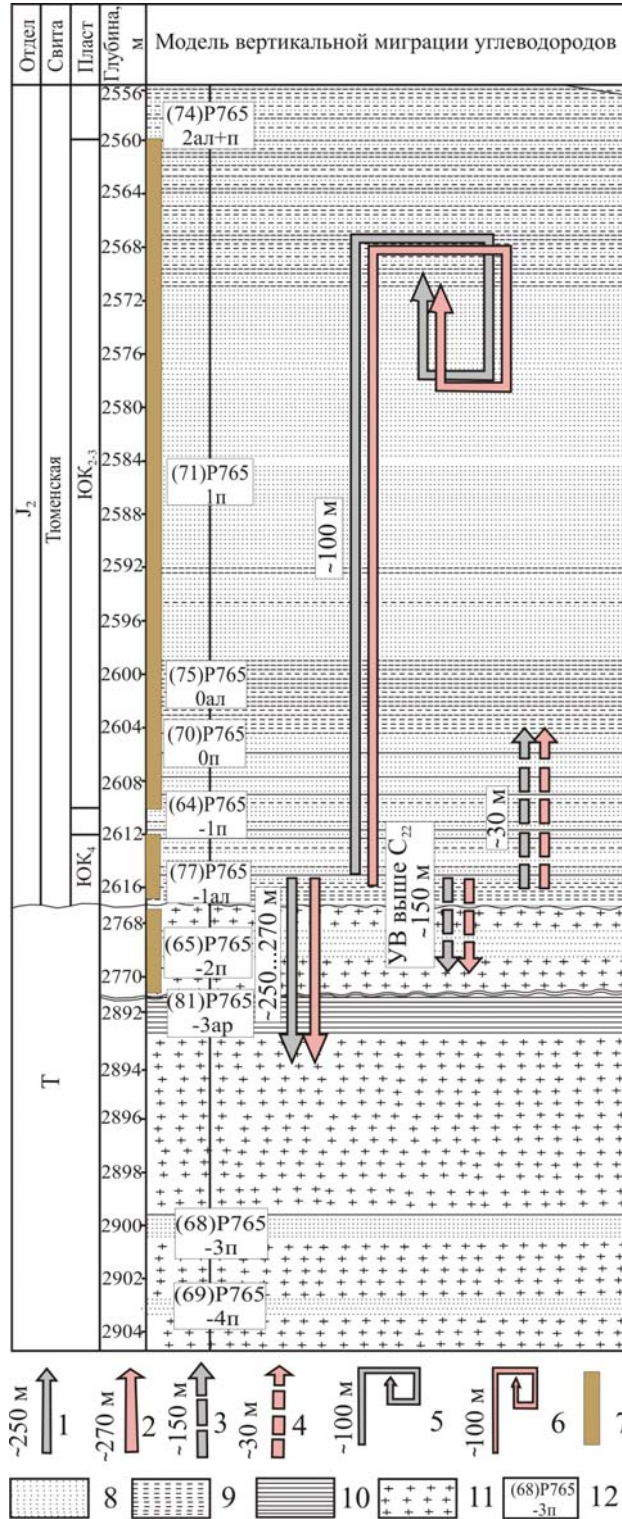 Отдел
Свита
Пласт
Глубина,
м
Модель вертикальной миграции углеводородов
2556
2560
2564
2568
2572
2576
2580
2584
2588
2592
2596
2600
2604
2608
2612
2616
2768
2770
2892
2894
2896
2898
2900
2902
2904
J₂
Т
Тюменская
ЮК₂₋₃
ЮК₄
(74)Р765
2ал+п
(71)Р765
1п
(75)Р765
0ал
(70)Р765
0п
(64)Р765
-1п
(77)Р765
-1ал
(65)Р765
-2п
(81)Р765
-3ар
(68)Р765
-3п
(69)Р765
-4п
~100 м
~250...270 м
УВ выше С₂₂
~150 м
~30 м
~250 м 1
~270 м 2
~150 м 3
~30 м 4
~100 м 5
~100 м 6
7
8
9
10
11
(68)Р765
-3п
12